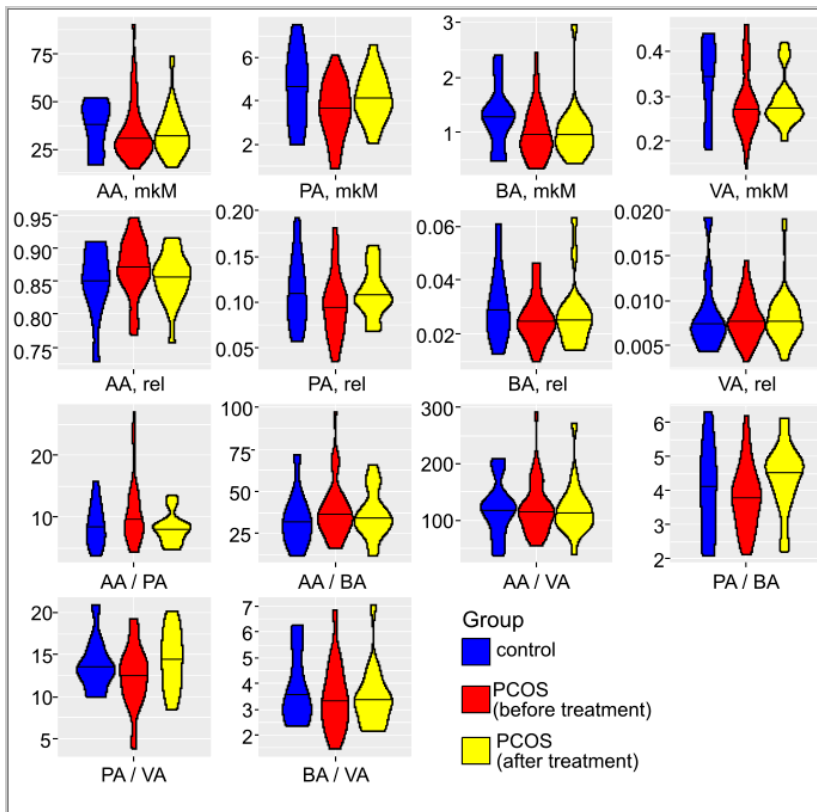 75
50
25
AA, mkM
6
4
2
PA, mkM
3
2
1
BA, mkM
0.4
0.3
0.2
VA, mkM
0.95
0.90
0.85
0.80
0.75
AA, rel
0.20
0.15
0.10
0.05
PA, rel
0.06
0.04
0.02
BA, rel
0.020
0.015
0.010
0.005
VA, rel
20
10
AA / PA
100
75
50
25
AA / BA
300
200
100
AA / VA
6
5
4
3
2
PA / BA
20
15
10
5
PA / VA
7
6
5
4
3
2
BA / VA
Group
control
PCOS
(before treatment)
PCOS
(after treatment)